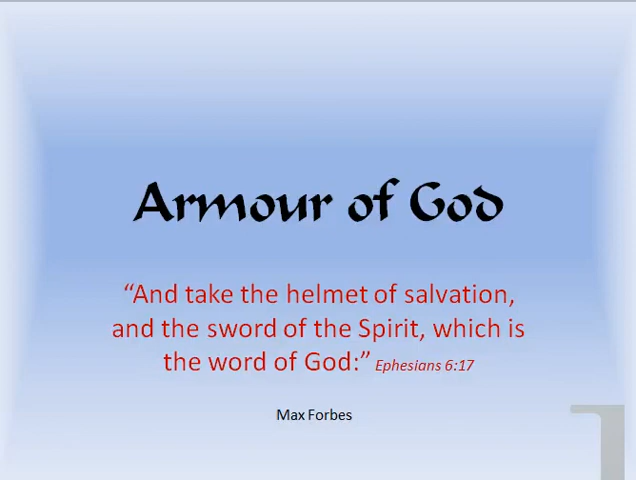 Armour of God
“And take the helmet of salvation,
and the sword of the Spirit, which is
the word of God:” Ephesians 6:17
Max Forbes
1